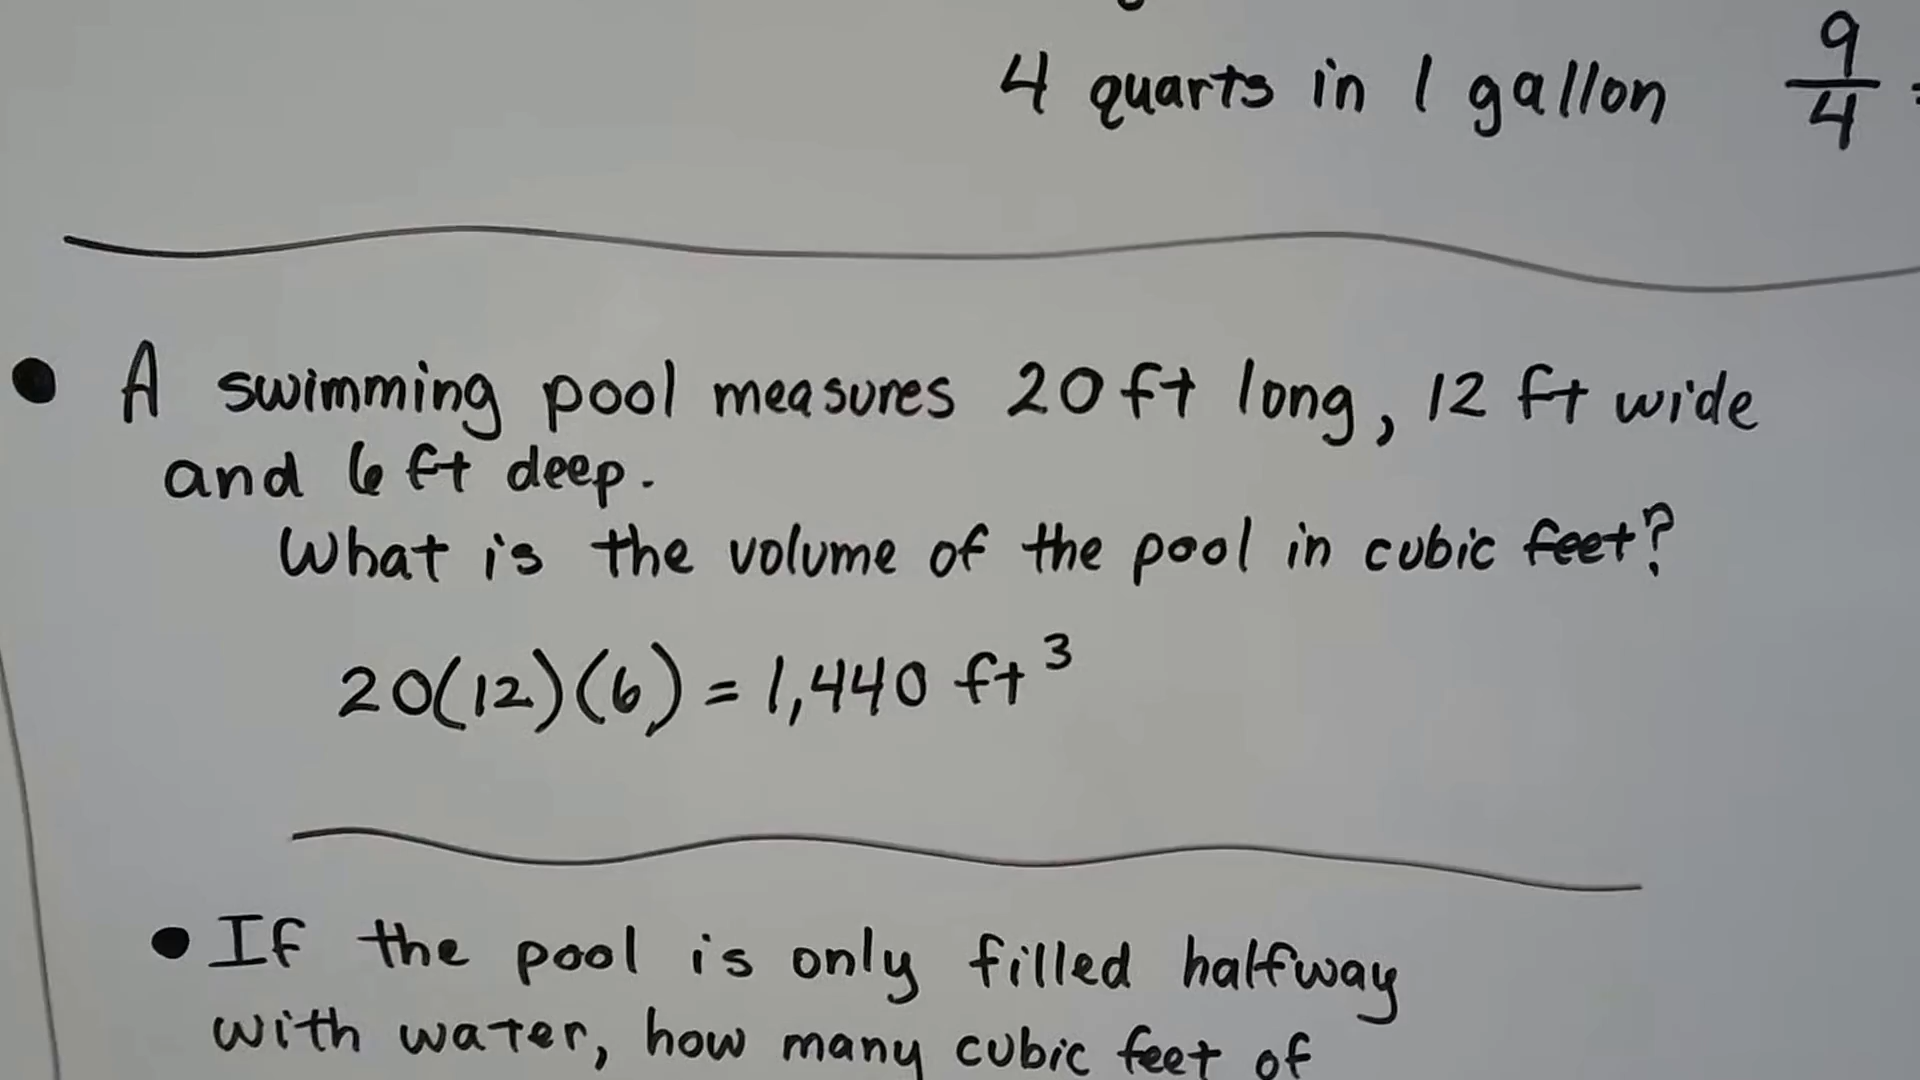 4 quarts in 1 gallon 9/4
● A swimming pool measures 20 ft long, 12 ft wide
and 6 ft deep.
What is the volume of the pool in cubic feet?
20(12)(6) = 1,440 ft³
● If the pool is only filled halfway
with water, how many cubic feet of